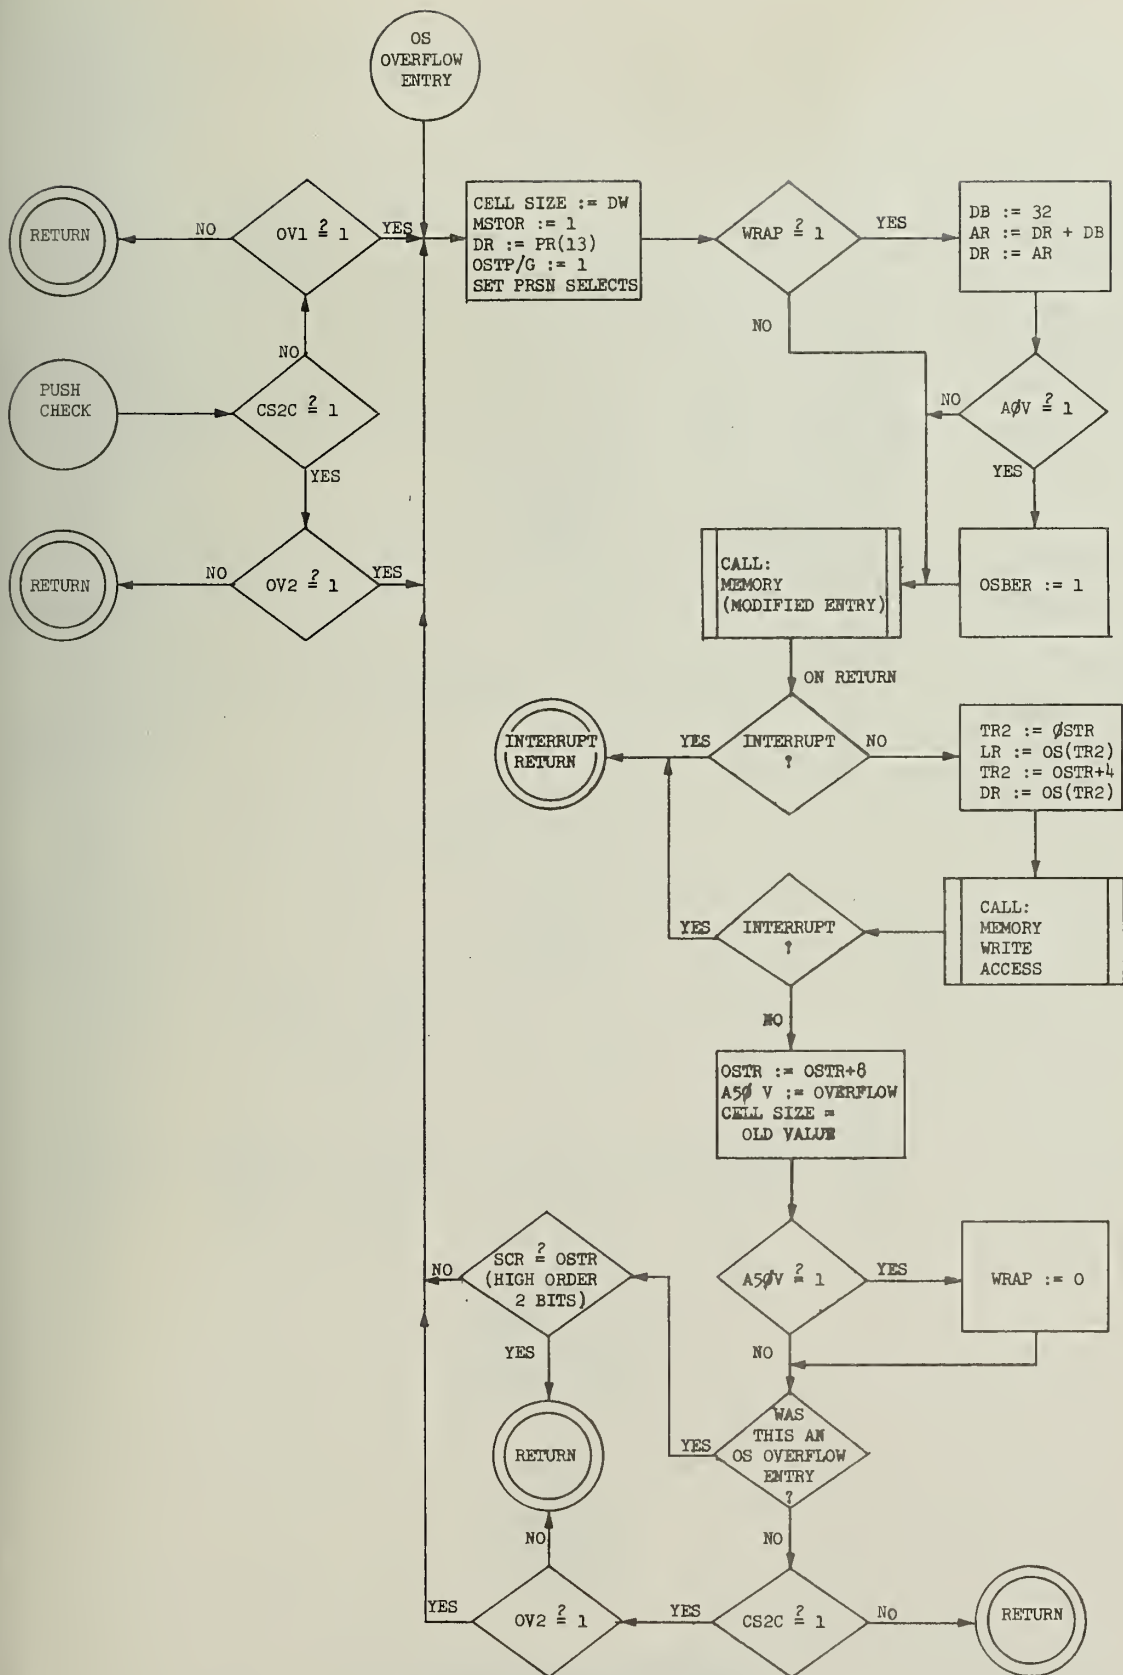 OS
OVERFLOW
ENTRY
RETURN
NO
OV1 ≟ 1
YES
CELL SIZE := DW
MSTOR := 1
DR := PR(13)
OSTP/G := 1
SET PRSN SELECTS
WRAP ≟ 1
YES
DB := 32
AR := DR + DB
DR := AR
NO
NO
PUSH
CHECK
CS2C ≟ 1
NO
AØV ≟ 1
YES
YES
RETURN
NO
OV2 ≟ 1
YES
CALL:
MEMORY
(MODIFIED ENTRY)
OSBER := 1
ON RETURN
INTERRUPT
RETURN
YES
INTERRUPT
?
NO
TR2 := ØSTR
LR := OS(TR2)
TR2 := OSTR+4
DR := OS(TR2)
YES
INTERRUPT
?
CALL:
MEMORY
WRITE
ACCESS
NO
OSTR := OSTR+8
A5Ø V := OVERFLOW
CELL SIZE =
OLD VALUE
NO
SCR ≟ OSTR
(HIGH ORDER
2 BITS)
A5ØV ≟ 1
YES
WRAP := 0
YES
NO
RETURN
YES
WAS
THIS AN
OS OVERFLOW
ENTRY
?
NO
NO
YES
OV2 ≟ 1
YES
CS2C ≟ 1
NO
RETURN